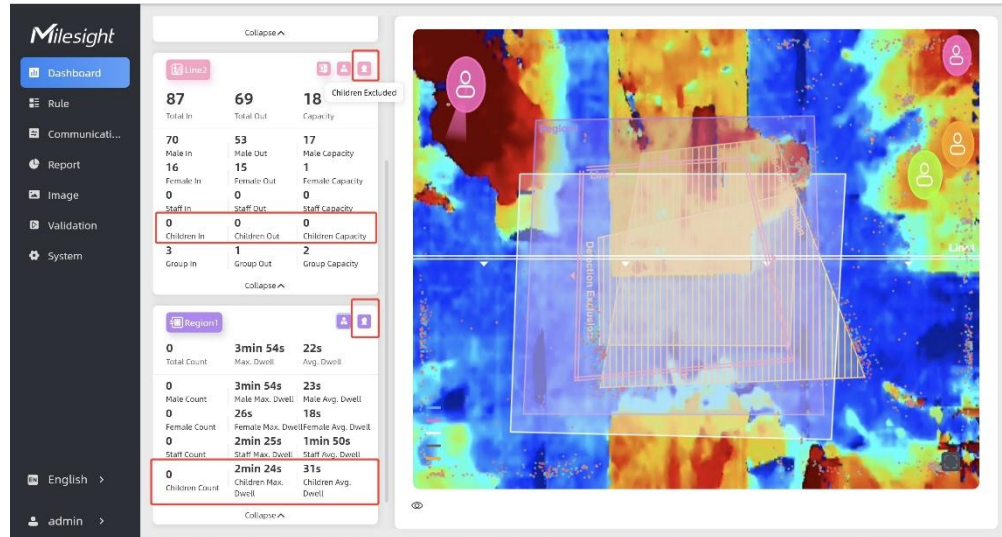 Milesight
Dashboard
Rule
Communicati...
Report
Image
Validation
System
EN English >
admin >
Collapse
Line2
Children Excluded
87 69 18
Total In Total Out Capacity
70 53 17
Male In Male Out Male Capacity
16 15 1
Female In Female Out Female Capacity
0 0 0
Staff In Staff Out Staff Capacity
0 0 0
Children In Children Out Children Capacity
3 1 2
Group In Group Out Group Capacity
Collapse
Region1
0 3min 54s 22s
Total Count Max. Dwell Avg. Dwell
0 3min 54s 23s
Male Count Male Max. Dwell Male Avg. Dwell
0 26s 18s
Female Count Female Max. Dwell Female Avg. Dwell
0 2min 25s 1min 50s
Staff Count Staff Max. Dwell Staff Avg. Dwell
0 2min 24s 31s
Children Count Children Max. Dwell Children Avg. Dwell
Collapse
Region1
Line1